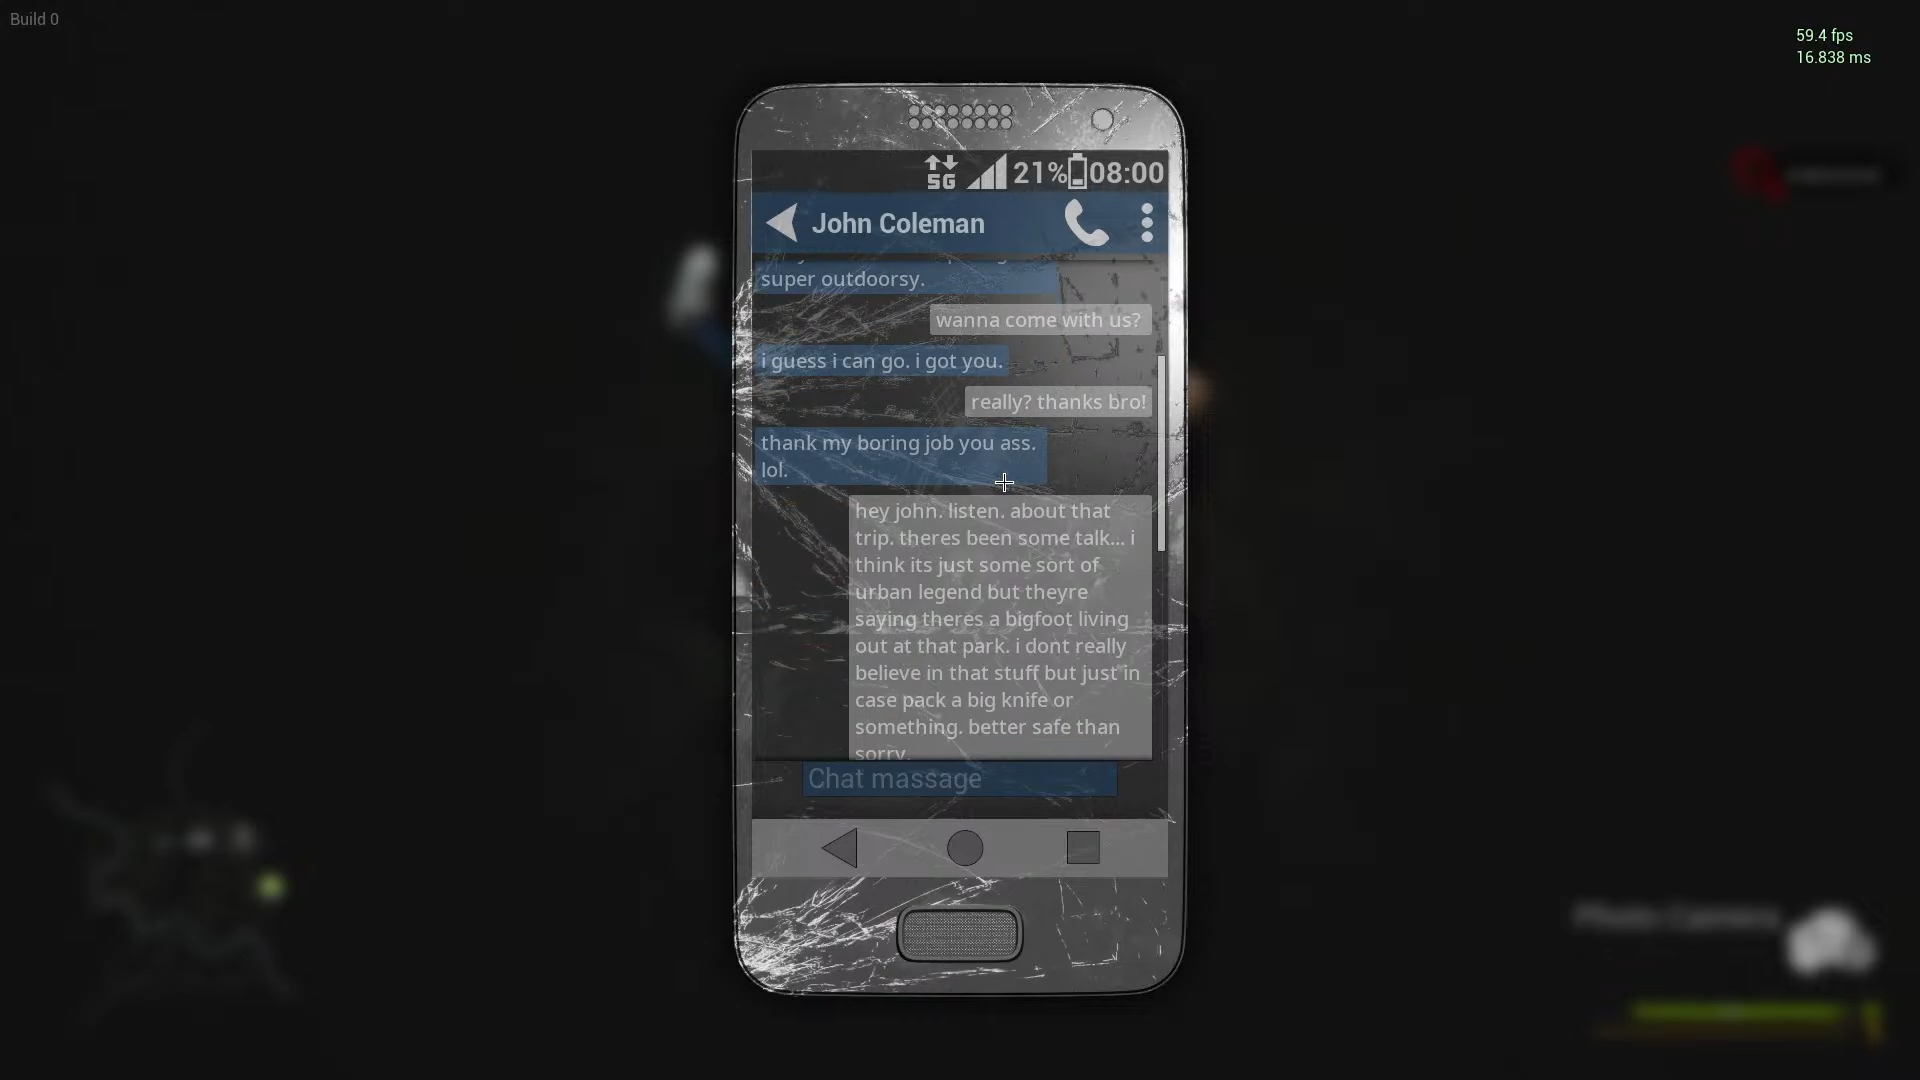 Build 0
59.4 fps
16.838 ms
5G 21% 08:00
John Coleman
super outdoorsy.
wanna come with us?
i guess i can go. i got you.
really? thanks bro!
thank my boring job you ass.
lol.
hey john. listen. about that
trip. theres been some talk... i
think its just some sort of
urban legend but theyre
saying theres a bigfoot living
out at that park. i dont really
believe in that stuff but just in
case pack a big knife or
something. better safe than
sorry.
Chat massage
Photo Camera